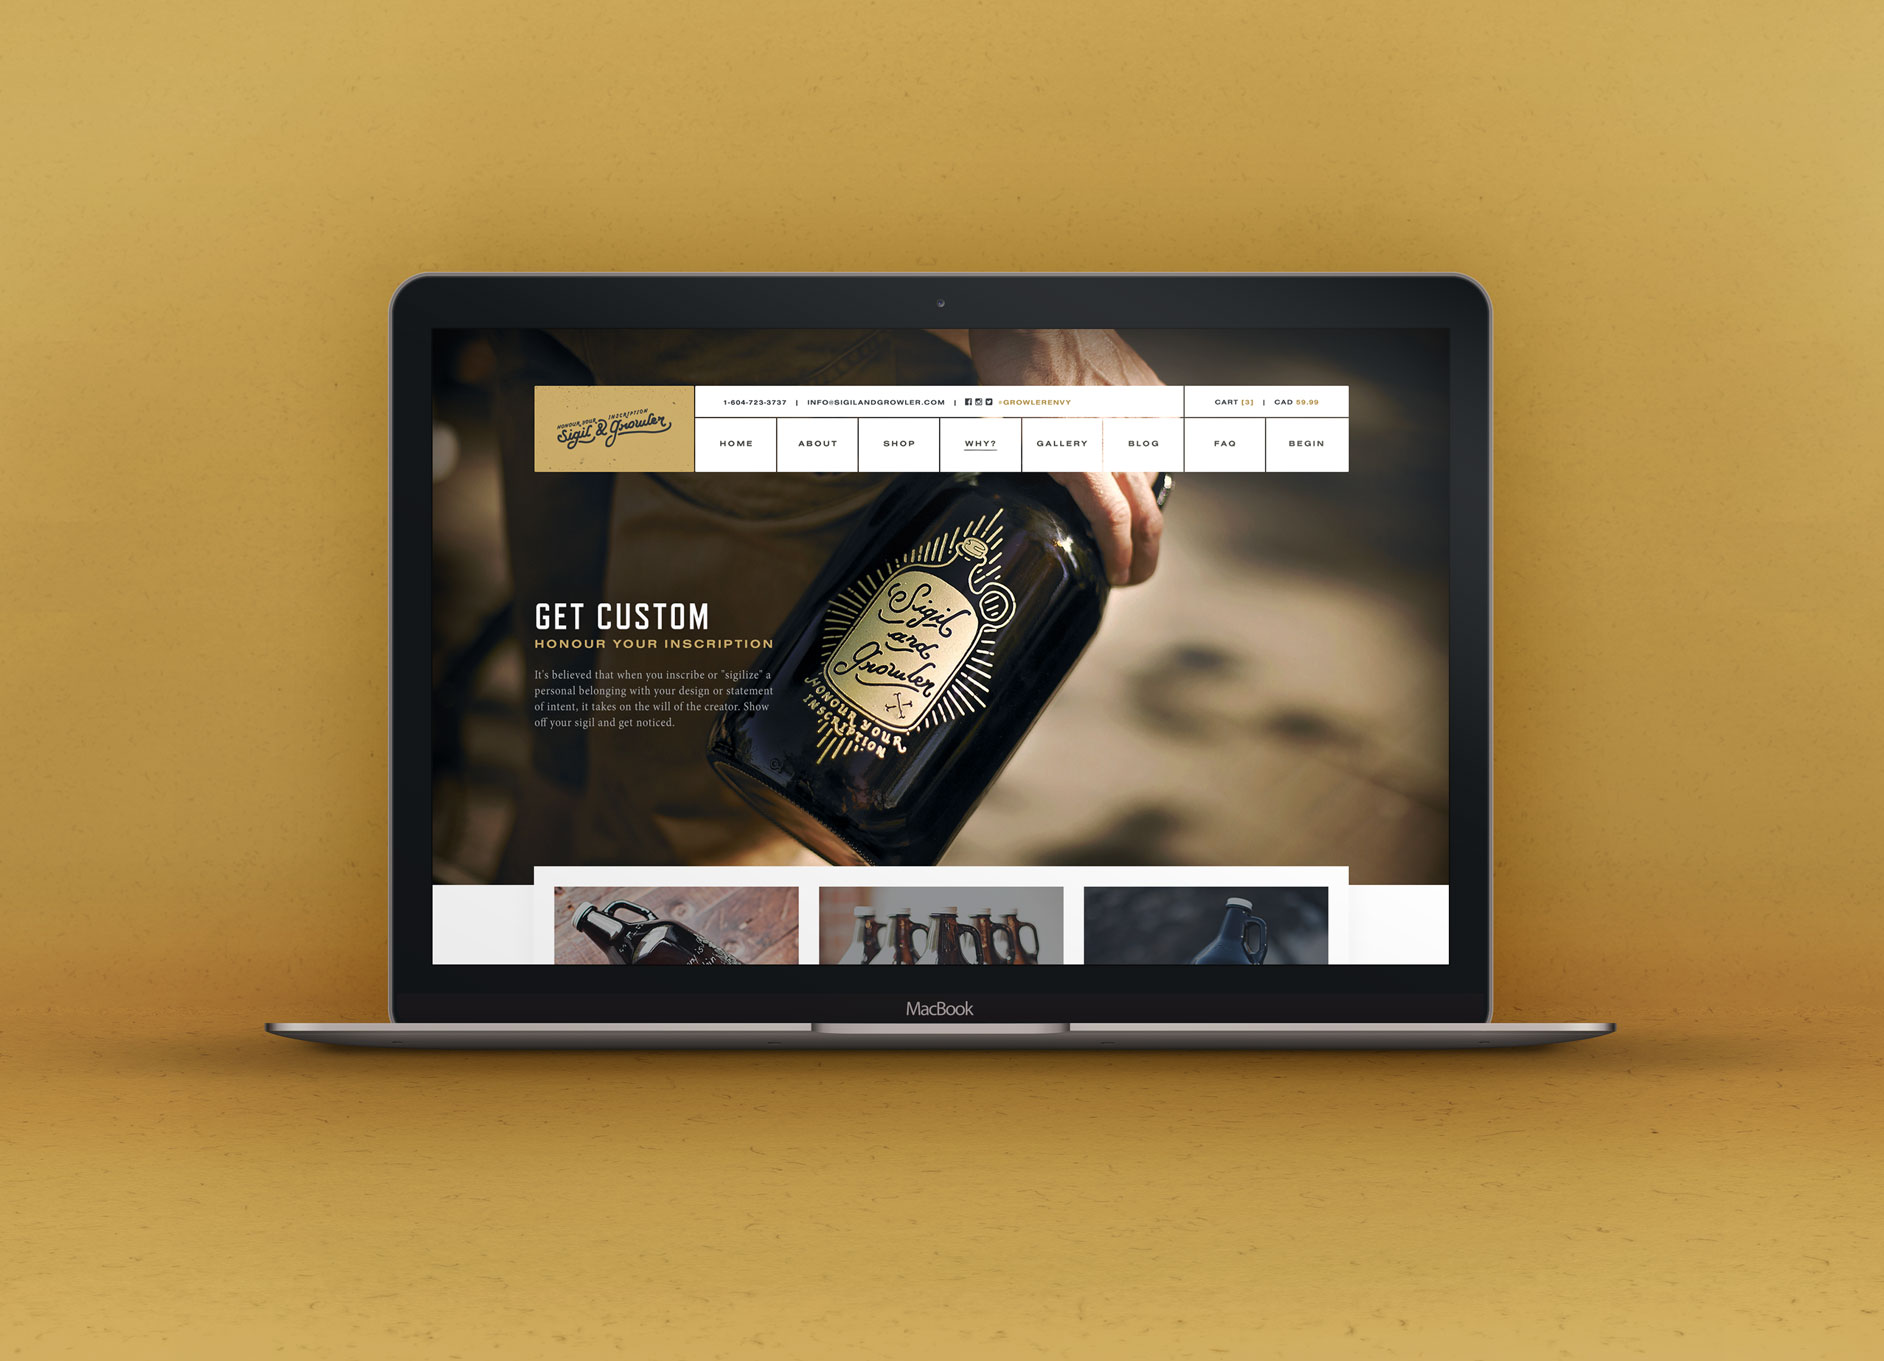 HONOUR YOUR INSCRIPTION
Sigil & Growler
1-604-723-3737 | INFO@SIGILANDGROWLER.COM | #GROWLERENVY
CART [3] | CAD 59.99
HOME ABOUT SHOP WHY? GALLERY BLOG FAQ BEGIN
Sigil
and
Growler
HONOUR YOUR
INSCRIPTION
GET CUSTOM
HONOUR YOUR INSCRIPTION
It's believed that when you inscribe or "sigilize" a
personal belonging with your design or statement
of intent, it takes on the will of the creator. Show
off your sigil and get noticed.
MacBook